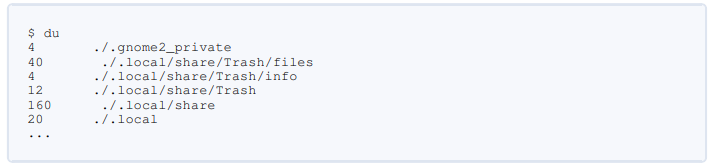 $ du
4       ./.gnome2_private
40       ./.local/share/Trash/files
4       ./.local/share/Trash/info
12      ./.local/share/Trash
160      ./.local/share
20      ./.local
...